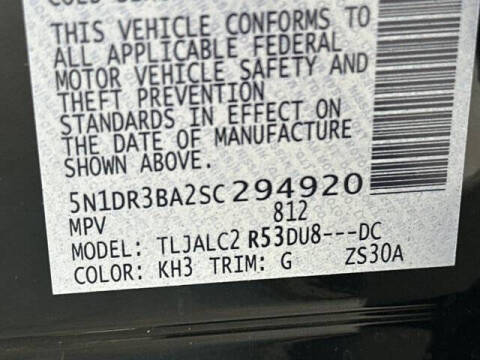 THIS VEHICLE CONFORMS TO
ALL APPLICABLE FEDERAL
MOTOR VEHICLE SAFETY AND
THEFT PREVENTION
STANDARDS IN EFFECT ON
THE DATE OF MANUFACTURE
SHOWN ABOVE.
5N1DR3BA2SC294920
MPV 812
MODEL: TLJALC2 R53DU8---DC
COLOR: KH3 TRIM: G ZS30A